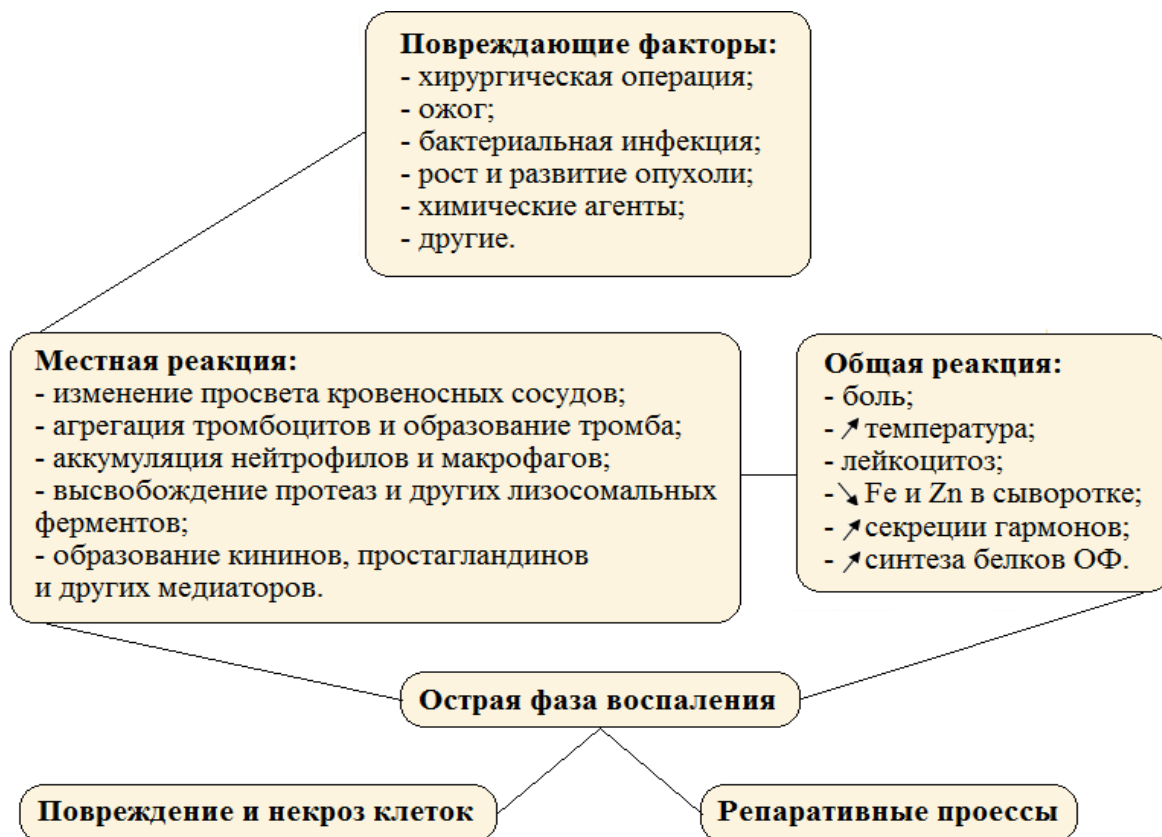 Повреждающие факторы:
- хирургическая операция;
- ожог;
- бактериальная инфекция;
- рост и развитие опухоли;
- химические агенты;
- другие.
Местная реакция:
- изменение просвета кровеносных сосудов;
- агрегация тромбоцитов и образование тромба;
- аккумуляция нейтрофилов и макрофагов;
- высвобождение протеаз и других лизосомальных
ферментов;
- образование кининов, простагландинов
и других медиаторов.
Общая реакция:
- боль;
- ↗ температура;
- лейкоцитоз;
- ↘ Fe и Zn в сыворотке;
- ↗ секреции гармонов;
- ↗ синтеза белков ОФ.
Острая фаза воспаления
Повреждение и некроз клеток
Репаративные проессы